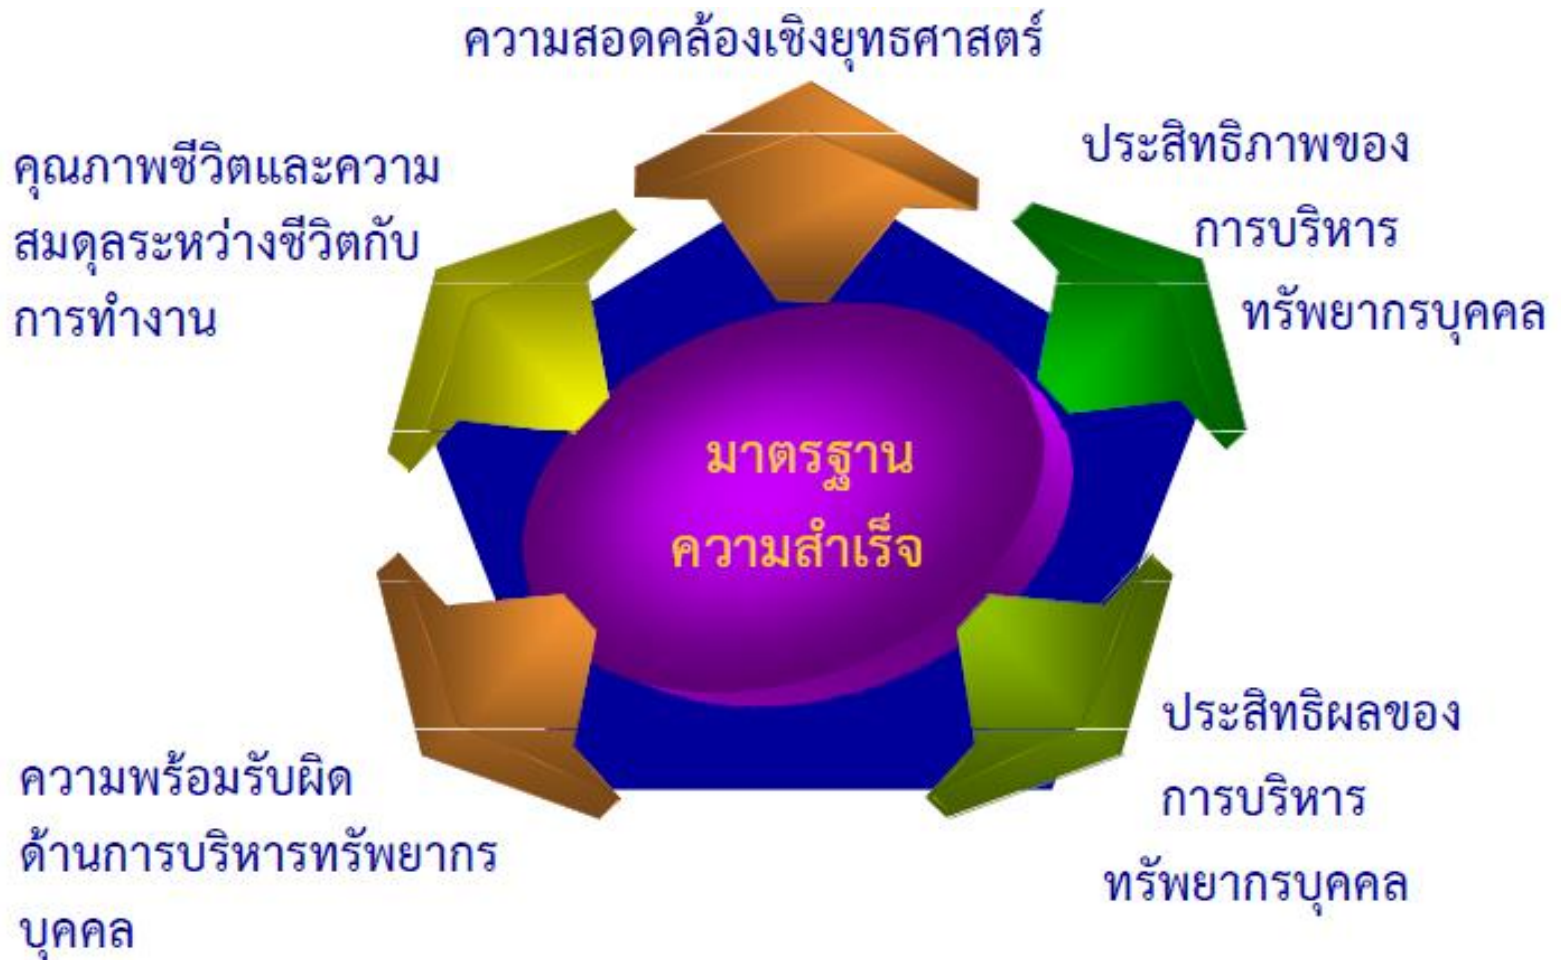 ความสอดคล้องเชิงยุทธศาสตร์
ประสิทธิภาพของ
การบริหาร
ทรัพยากรบุคคล
คุณภาพชีวิตและความ
สมดุลระหว่างชีวิตกับ
การทำงาน
มาตรฐาน
ความสำเร็จ
ประสิทธิผลของ
การบริหาร
ทรัพยากรบุคคล
ความพร้อมรับผิด
ด้านการบริหารทรัพยากร
บุคคล